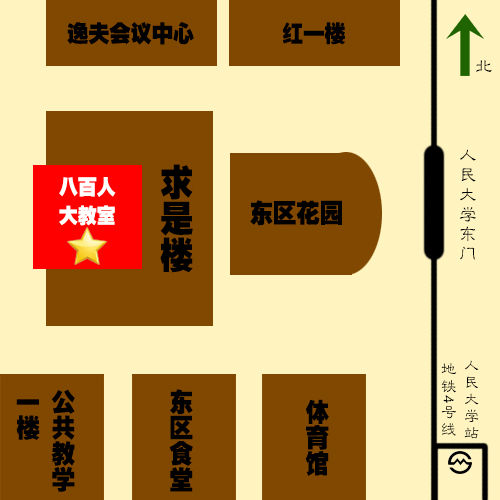 逸夫会议中心
红一楼
北
八百人
大教室
求是楼
东区花园
人民大学东门
公共教学
一楼
东区食堂
体育馆
人民大学站
地铁4号线